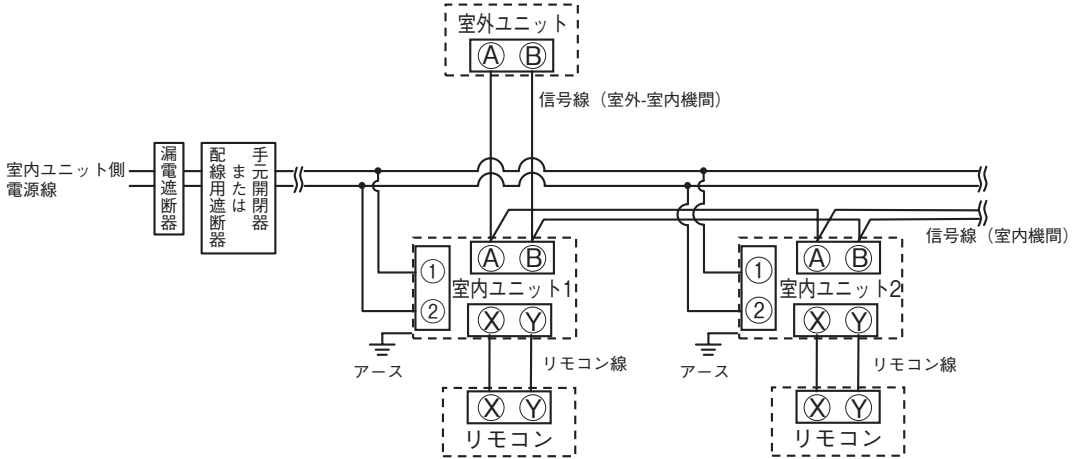 室外ユニット
A B
信号線（室外-室内機間）
室内ユニット側
電源線
漏電遮断器
手元開閉器
または
配線用遮断器
信号線（室内機間）
A B
①
②
室内ユニット1
X Y
アース
リモコン線
X Y
リモコン
A B
①
②
室内ユニット2
X Y
アース
リモコン線
X Y
リモコン